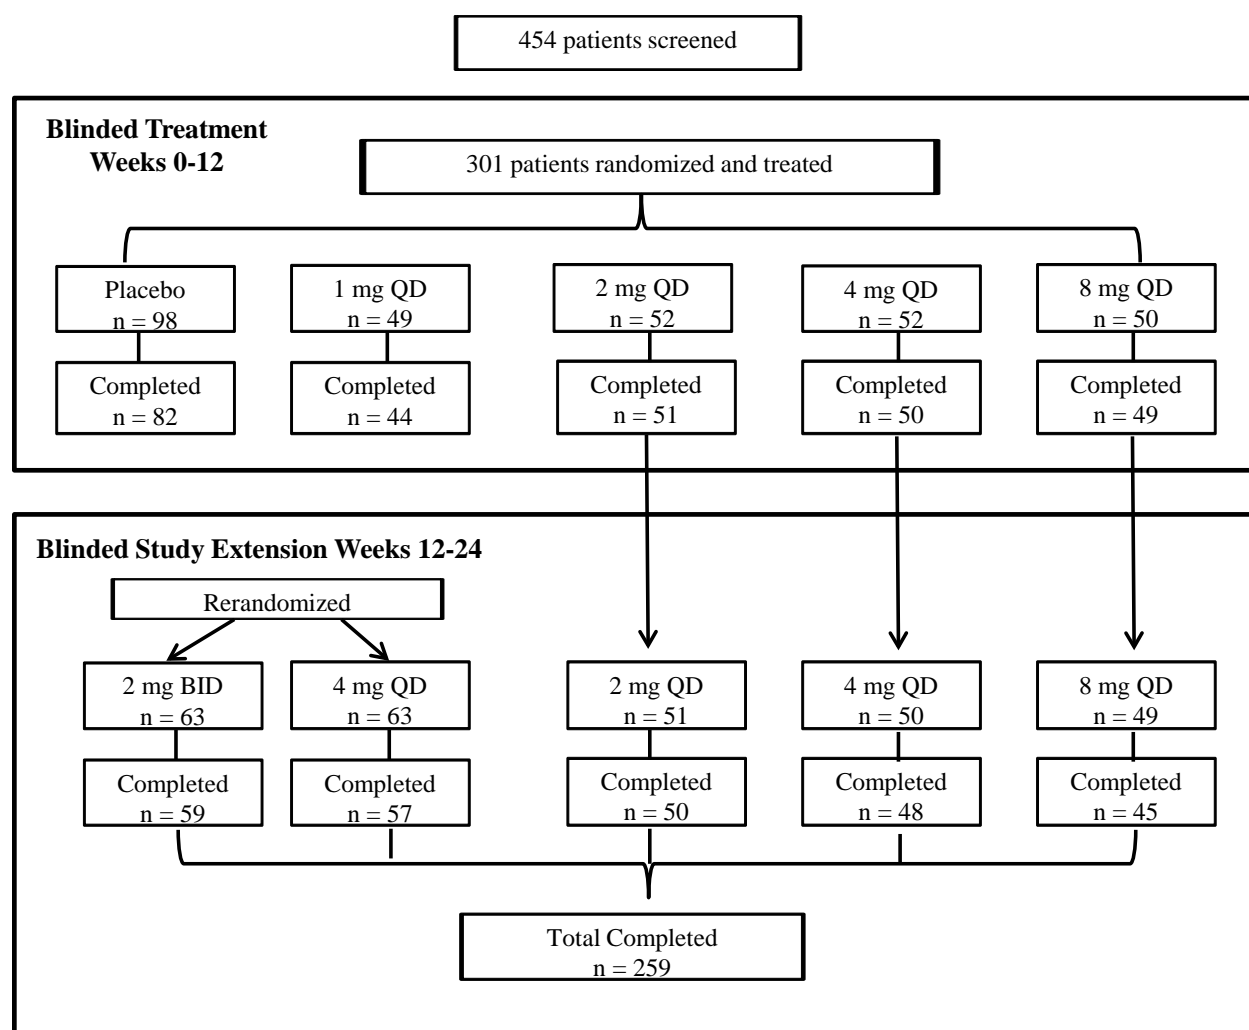 454 patients screened
Blinded Treatment
Weeks 0-12
301 patients randomized and treated
Placebo
n = 98
1 mg QD
n = 49
2 mg QD
n = 52
4 mg QD
n = 52
8 mg QD
n = 50
Completed
n = 82
Completed
n = 44
Completed
n = 51
Completed
n = 50
Completed
n = 49
Blinded Study Extension Weeks 12-24
Rerandomized
2 mg BID
n = 63
4 mg QD
n = 63
2 mg QD
n = 51
4 mg QD
n = 50
8 mg QD
n = 49
Completed
n = 59
Completed
n = 57
Completed
n = 50
Completed
n = 48
Completed
n = 45
Total Completed
n = 259